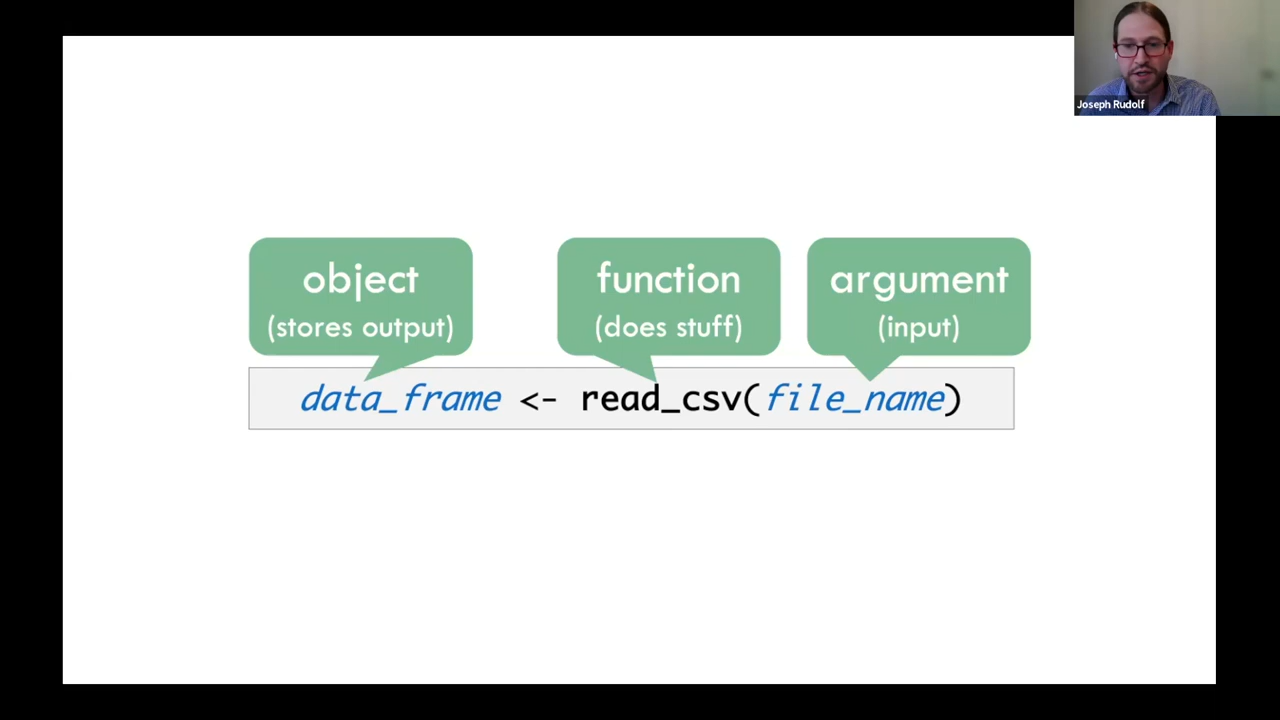 Joseph Rudolf
object
(stores output)
function
(does stuff)
argument
(input)
data_frame <- read_csv(file_name)